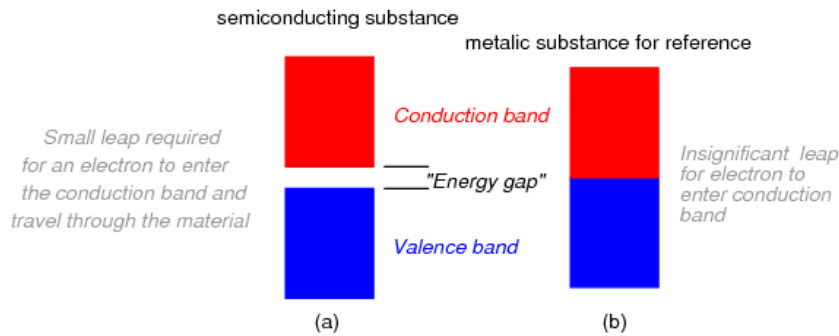 semiconducting substance
metalic substance for reference
Small leap required
for an electron to enter
the conduction band and
travel through the material
Conduction band
"Energy gap"
Valence band
Insignificant leap
for electron to
enter conduction
band
(a)
(b)